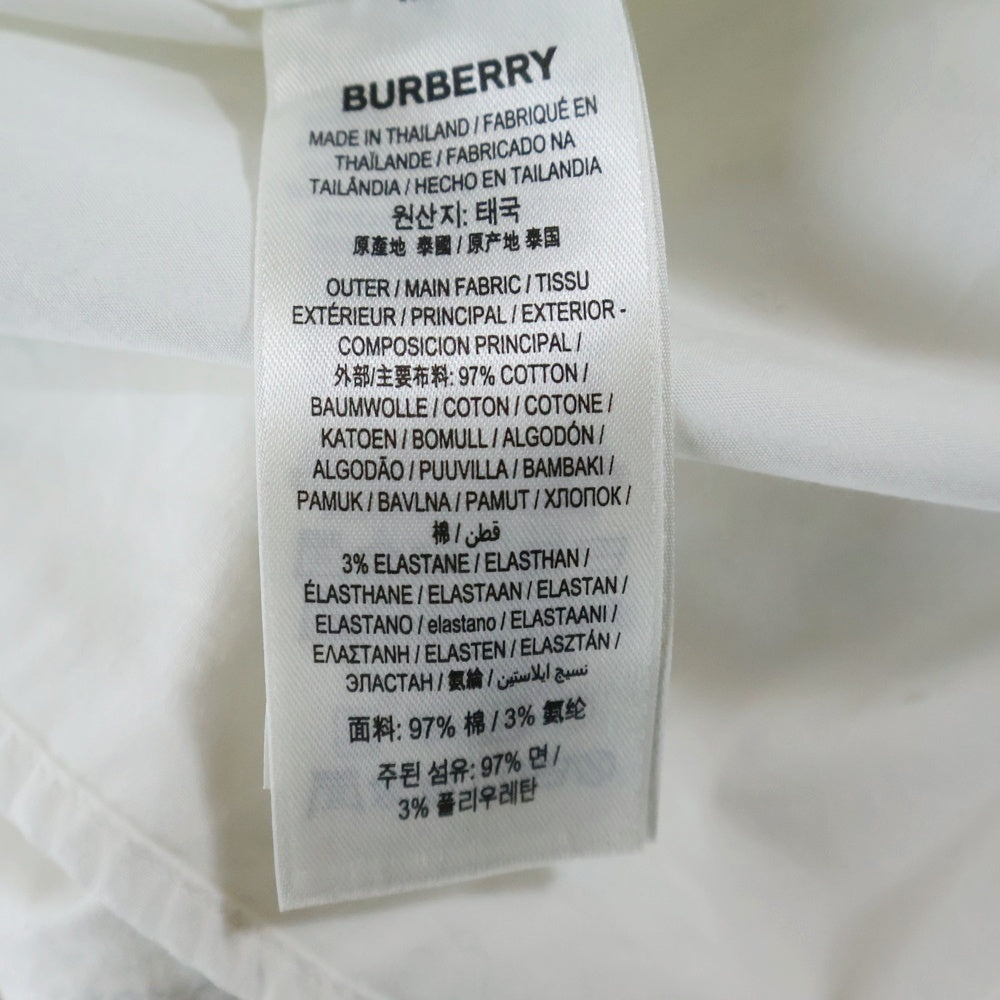 BURBERRY
MADE IN THAILAND / FABRIQUÉ EN
THAÏLANDE / FABRICADO NA
TAILÂNDIA / HECHO EN TAILANDIA
원산지: 태국
原產地 泰國 / 原产地 泰国
OUTER / MAIN FABRIC / TISSU
EXTÉRIEUR / PRINCIPAL / EXTERIOR -
COMPOSICION PRINCIPAL /
外部/主要布料: 97% COTTON /
BAUMWOLLE / COTON / COTONE /
KATOEN / BOMULL / ALGODÓN /
ALGODÃO / PUUVILLA / BAMBAKI /
PAMUK / BAVLNA / PAMUT / ХЛОПОК /
棉 / قطن
3% ELASTANE / ELASTHAN /
ÉLASTHANE / ELASTAAN / ELASTAN /
ELASTANO / elastano / ELASTAANI /
ΕΛΑΣΤΑΝΗ / ELASTEN / ELASZTÁN /
ЭЛАСТАН / 氨綸 / نسيج ايلاستين
面料: 97% 棉 / 3% 氨纶
주된 섬유: 97% 면 /
3% 폴리우레탄